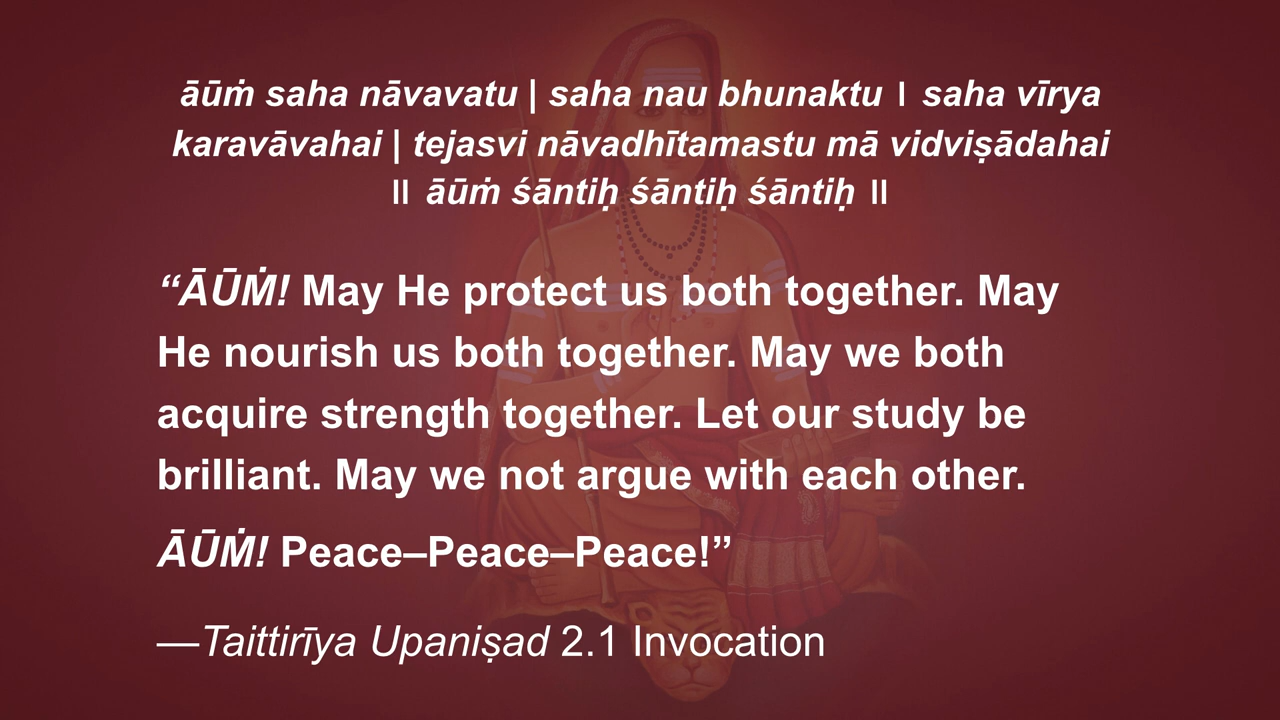 āūṁ saha nāvavatu | saha nau bhunaktu । saha vīrya
karavāvahai | tejasvi nāvadhītamastu mā vidviṣādahai
॥ āūṁ śāntiḥ śāntiḥ śāntiḥ ॥
“ĀŪṀ! May He protect us both together. May
He nourish us both together. May we both
acquire strength together. Let our study be
brilliant. May we not argue with each other.
ĀŪṀ! Peace–Peace–Peace!”
—Taittirīya Upaniṣad 2.1 Invocation